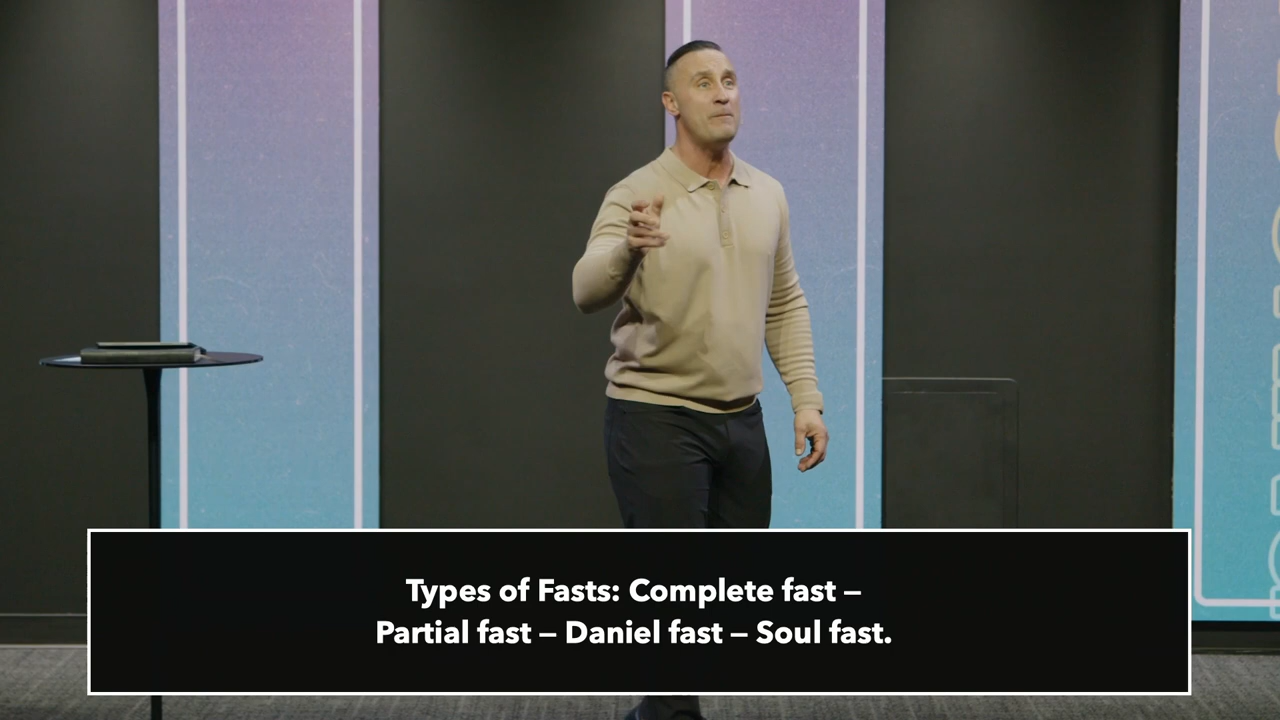 Types of Fasts: Complete fast –
Partial fast – Daniel fast – Soul fast.